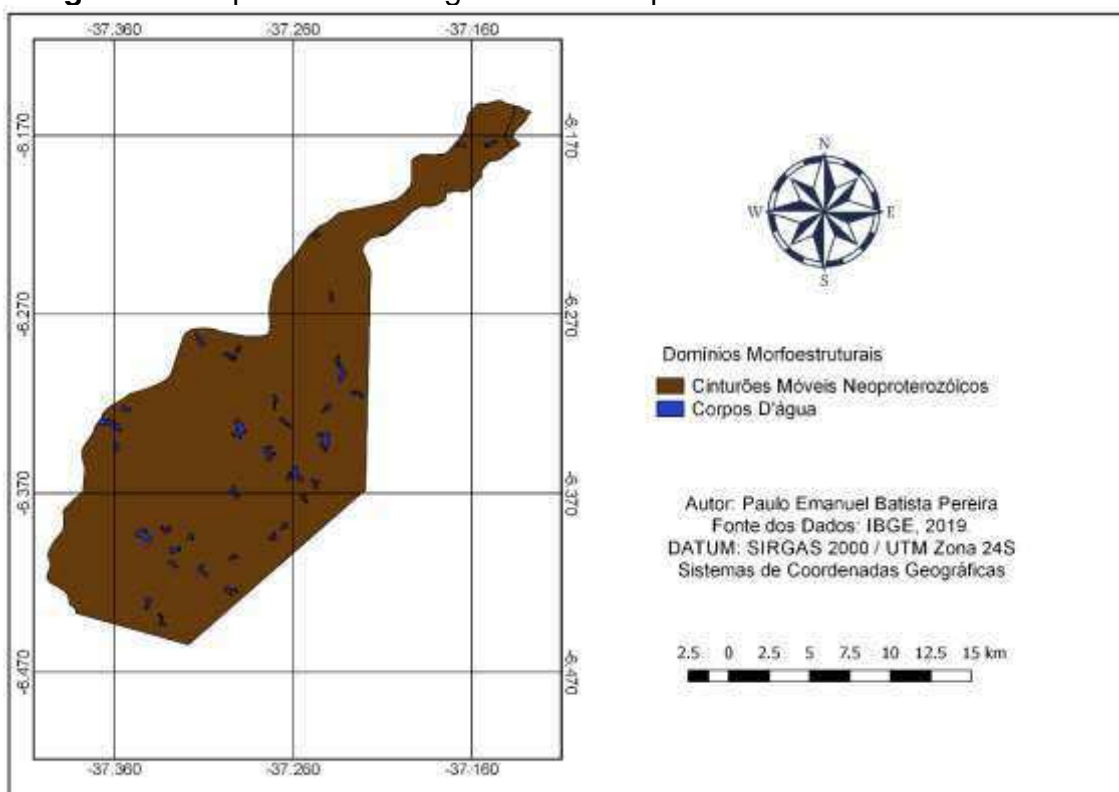 -37.360 -37.260 -37.160
-6.170 -6.170
-6.270 -6.270
-6.370 -6.370
-6.470 -6.470
-37.360 -37.260 -37.160
N
W E
S
Domínios Morfoestruturais
Cinturões Móveis Neoproterozóicos
Corpos D'água
Autor: Paulo Emanuel Batista Pereira
Fonte dos Dados: IBGE, 2019
DATUM: SIRGAS 2000 / UTM Zona 24S
Sistemas de Coordenadas Geográficas
2.5 0 2.5 5 7.5 10 12.5 15 km